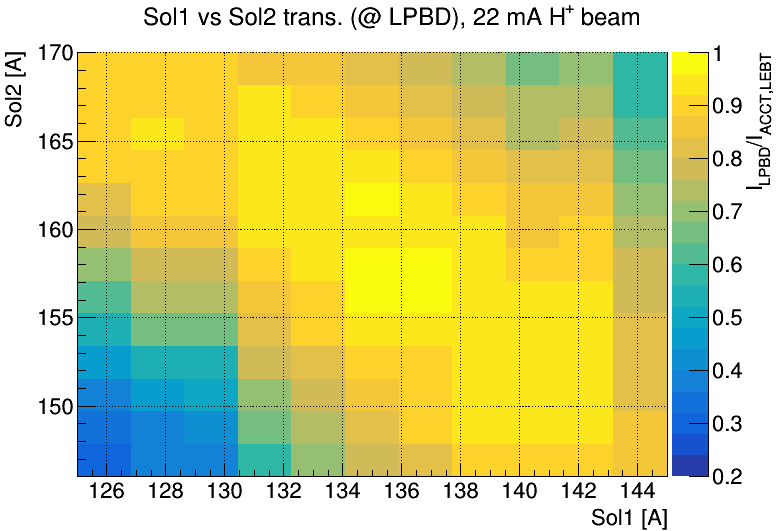 Sol1 vs Sol2 trans. (@ LPBD), 22 mA H⁺ beam
Sol2 [A]
170
165
160
155
150
126 128 130 132 134 136 138 140 142 144
Sol1 [A]
1
0.9
0.8
0.7
0.6
0.5
0.4
0.3
0.2
I_LPBD/I_ACCT,LEBT